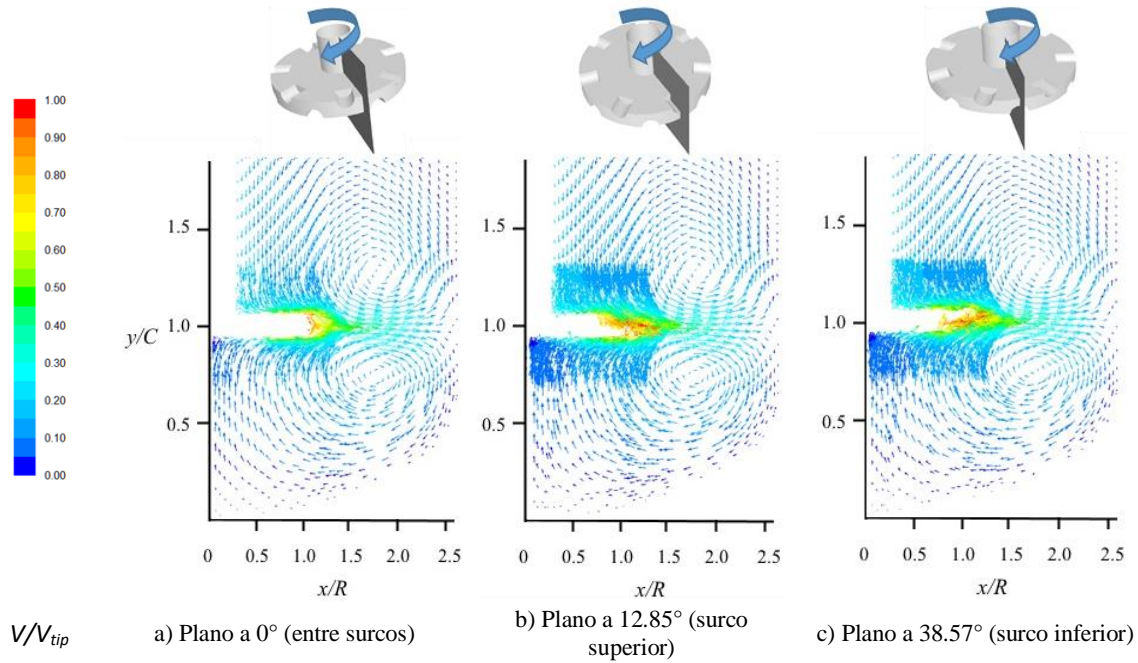 1.00
0.90
0.80
0.70
0.60
0.50
0.40
0.30
0.20
0.10
0.00
V/Vtip
1.5
y/C
1.0
0.5
0 0.5 1.0 1.5 2.0 2.5
x/R
a) Plano a 0° (entre surcos)
1.5
1.0
0.5
0 0.5 1.0 1.5 2.0 2.5
x/R
b) Plano a 12.85° (surco
superior)
1.5
1.0
0.5
0 0.5 1.0 1.5 2.0 2.5
x/R
c) Plano a 38.57° (surco inferior)